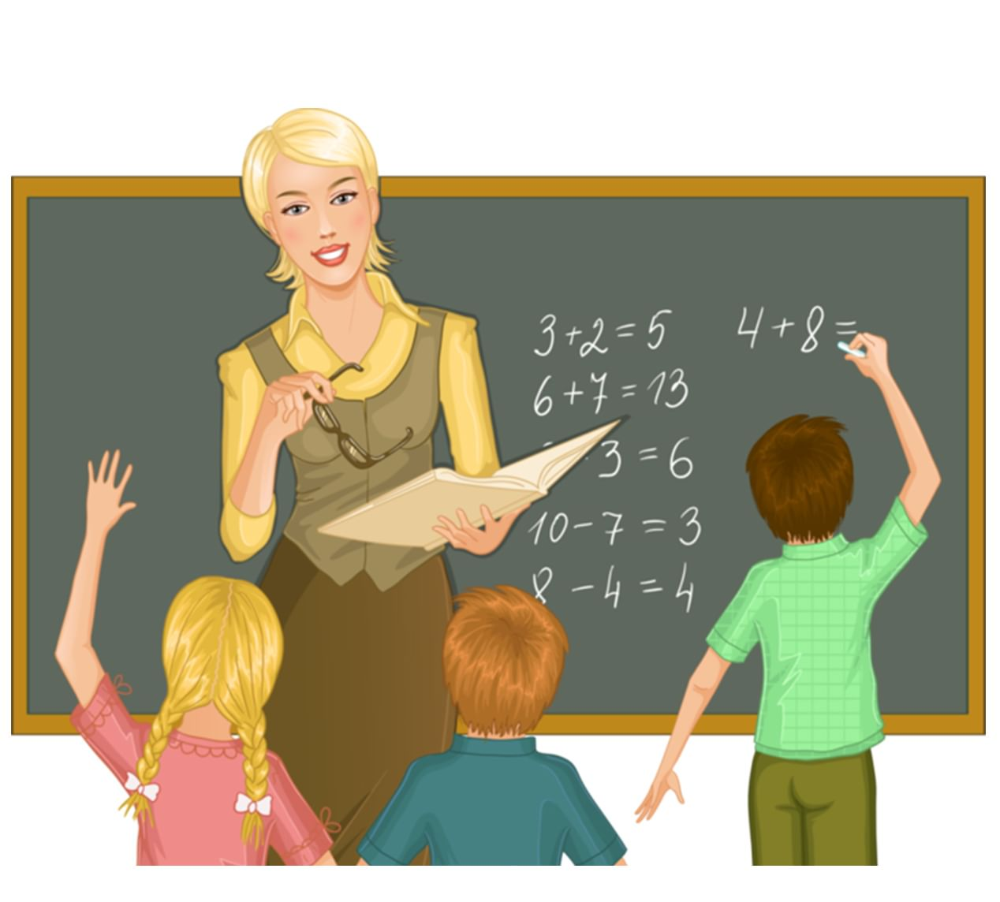 3+2=5
6+7=13
3 = 6
10-7 = 3
8 - 4 = 4
4+8=